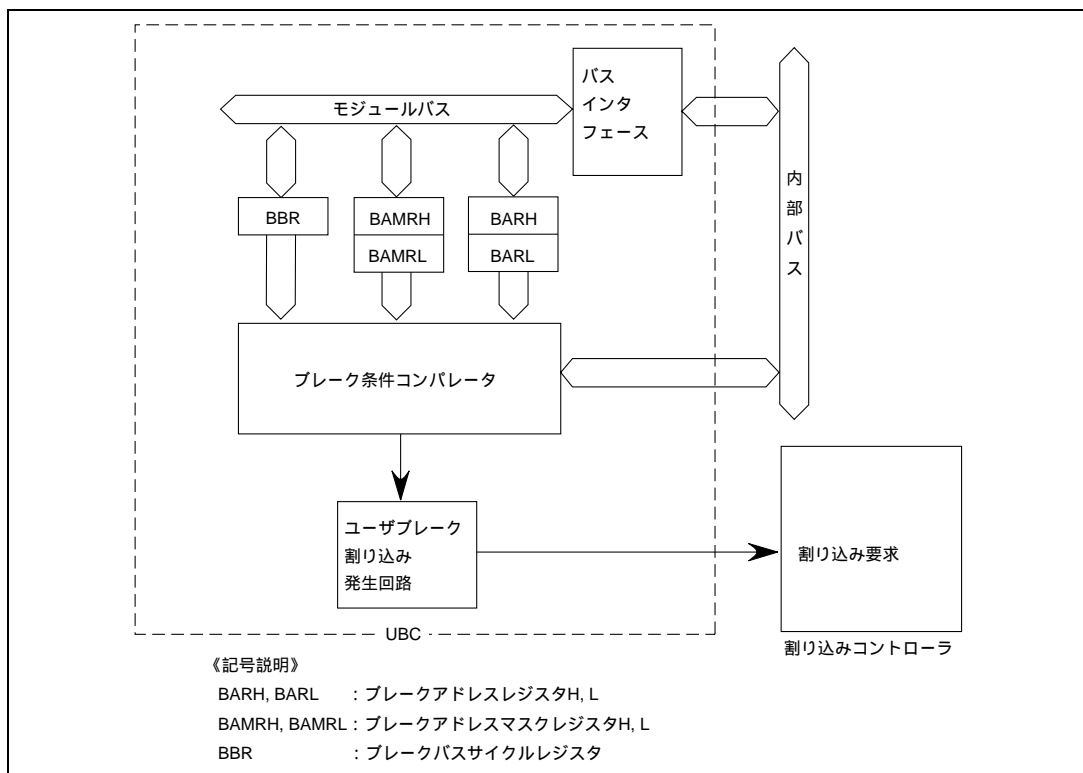 バス
インタ
フェース
モジュールバス
内部バス
BBR
BAMRH
BAMRL
BARH
BARL
ブレーク条件コンパレータ
ユーザブレーク
割り込み
発生回路
割り込み要求
UBC
割り込みコントローラ
《記号説明》
BARH, BARL : ブレークアドレスレジスタH, L
BAMRH, BAMRL : ブレークアドレスマスクレジスタH, L
BBR : ブレークバスサイクルレジスタ